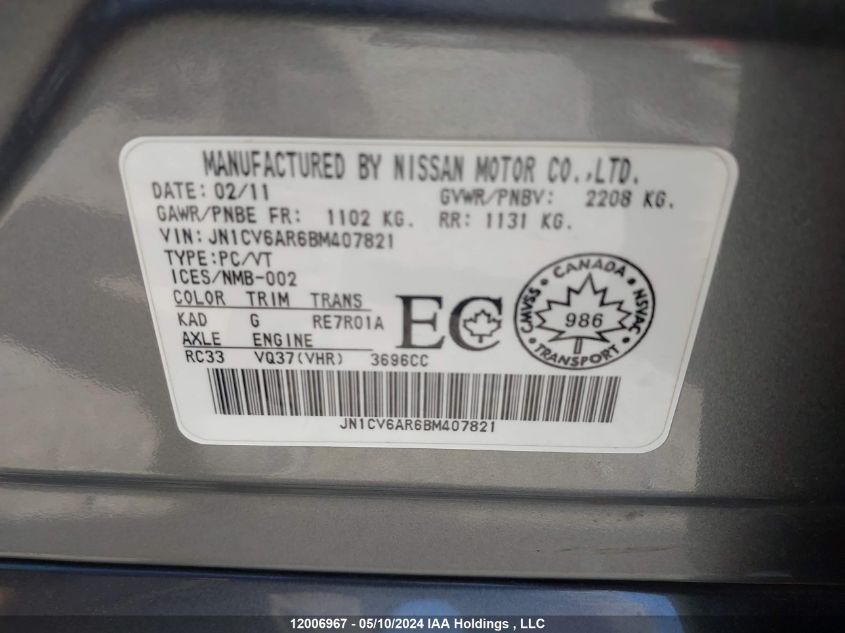 MANUFACTURED BY NISSAN MOTOR CO.,LTD.
DATE: 02/11 GVWR/PNBV: 2208 KG.
GAWR/PNBE FR: 1102 KG. RR: 1131 KG.
VIN: JN1CV6AR6BM407821
TYPE:PC/VT
ICES/NMB-002
COLOR TRIM TRANS
KAD G RE7R01A
AXLE ENGINE
RC33 VQ37(VHR) 3696CC
EC
CANADA
CMVSS NSVAC
986
TRANSPORT
JN1CV6AR6BM407821
12006967 - 05/10/2024 IAA Holdings , LLC